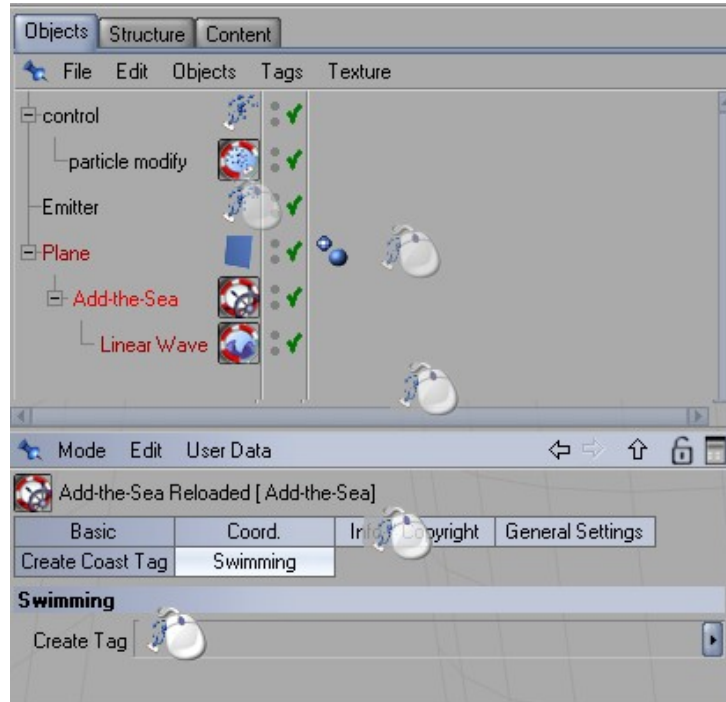 Objects Structure Content
File Edit Objects Tags Texture
control
particle modify
Emitter
Plane
Add-the-Sea
Linear Wave
Mode Edit User Data
Add-the-Sea Reloaded [ Add-the-Sea]
Basic Coord. Copyright General Settings
Create Coast Tag Swimming
Swimming
Create Tag